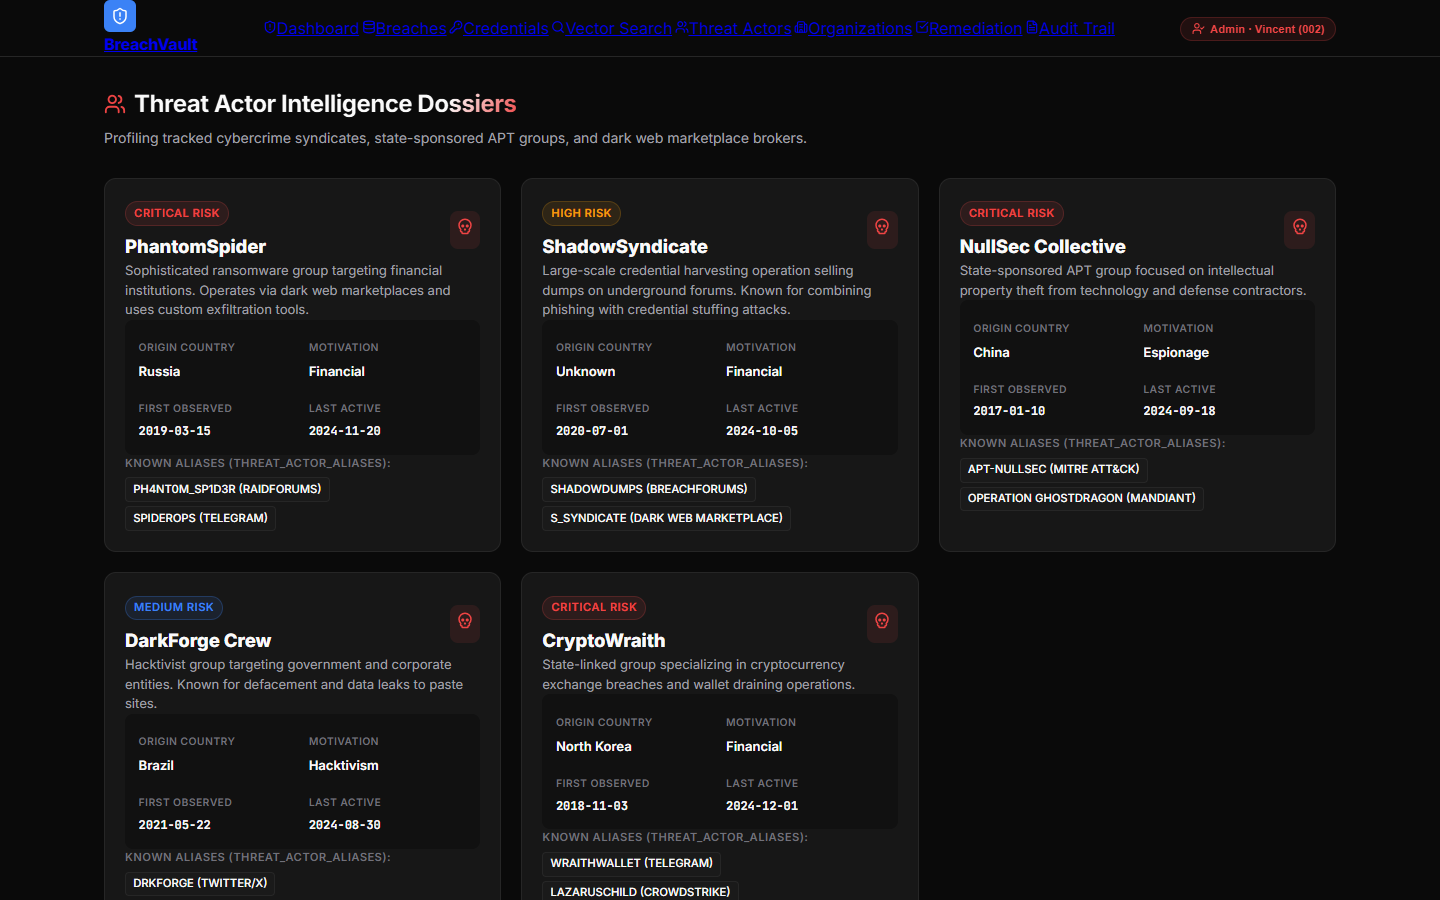 BreachVault
Dashboard Breaches Credentials Vector Search Threat Actors Organizations Remediation Audit Trail
Admin · Vincent (002)
Threat Actor Intelligence Dossiers
Profiling tracked cybercrime syndicates, state-sponsored APT groups, and dark web marketplace brokers.
CRITICAL RISK
PhantomSpider
Sophisticated ransomware group targeting financial
institutions. Operates via dark web marketplaces and
uses custom exfiltration tools.
ORIGIN COUNTRY MOTIVATION
Russia Financial
FIRST OBSERVED LAST ACTIVE
2019-03-15 2024-11-20
KNOWN ALIASES (THREAT_ACTOR_ALIASES):
PH4NT0M_SP1D3R (RAIDFORUMS)
SPIDEROPS (TELEGRAM)
HIGH RISK
ShadowSyndicate
Large-scale credential harvesting operation selling
dumps on underground forums. Known for combining
phishing with credential stuffing attacks.
ORIGIN COUNTRY MOTIVATION
Unknown Financial
FIRST OBSERVED LAST ACTIVE
2020-07-01 2024-10-05
KNOWN ALIASES (THREAT_ACTOR_ALIASES):
SHADOWDUMPS (BREACHFORUMS)
S_SYNDICATE (DARK WEB MARKETPLACE)
CRITICAL RISK
NullSec Collective
State-sponsored APT group focused on intellectual
property theft from technology and defense contractors.
ORIGIN COUNTRY MOTIVATION
China Espionage
FIRST OBSERVED LAST ACTIVE
2017-01-10 2024-09-18
KNOWN ALIASES (THREAT_ACTOR_ALIASES):
APT-NULLSEC (MITRE ATT&CK)
OPERATION GHOSTDRAGON (MANDIANT)
MEDIUM RISK
DarkForge Crew
Hacktivist group targeting government and corporate
entities. Known for defacement and data leaks to paste
sites.
ORIGIN COUNTRY MOTIVATION
Brazil Hacktivism
FIRST OBSERVED LAST ACTIVE
2021-05-22 2024-08-30
KNOWN ALIASES (THREAT_ACTOR_ALIASES):
DRKFORGE (TWITTER/X)
CRITICAL RISK
CryptoWraith
State-linked group specializing in cryptocurrency
exchange breaches and wallet draining operations.
ORIGIN COUNTRY MOTIVATION
North Korea Financial
FIRST OBSERVED LAST ACTIVE
2018-11-03 2024-12-01
KNOWN ALIASES (THREAT_ACTOR_ALIASES):
WRAITHWALLET (TELEGRAM)
LAZARUSCHILD (CROWDSTRIKE)